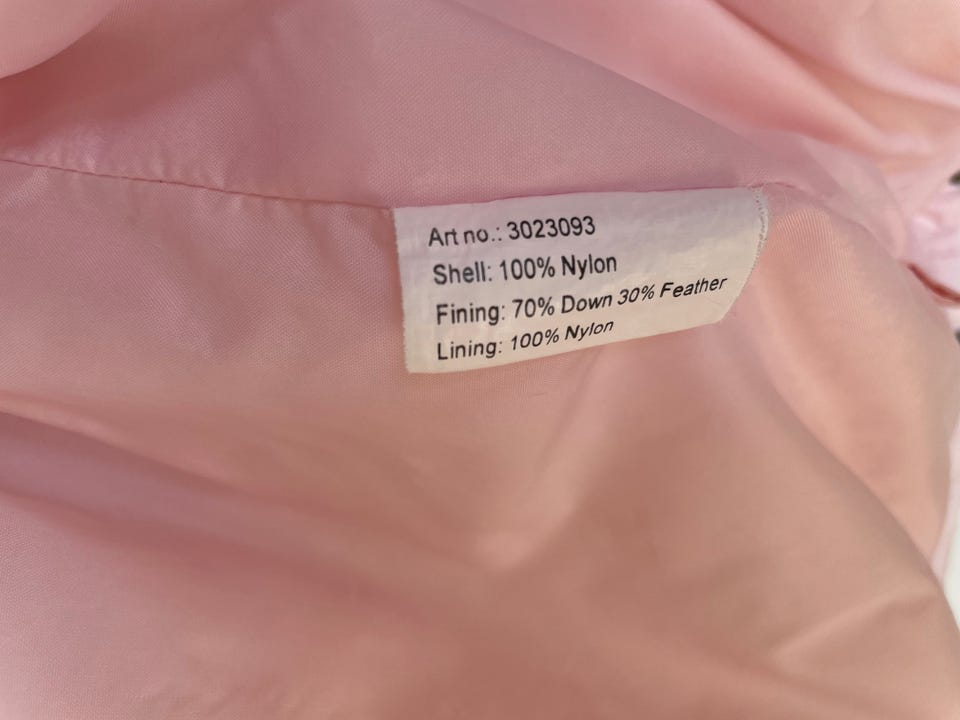 Art no.: 3023093
Shell: 100% Nylon
Fining: 70% Down 30% Feather
Lining: 100% Nylon